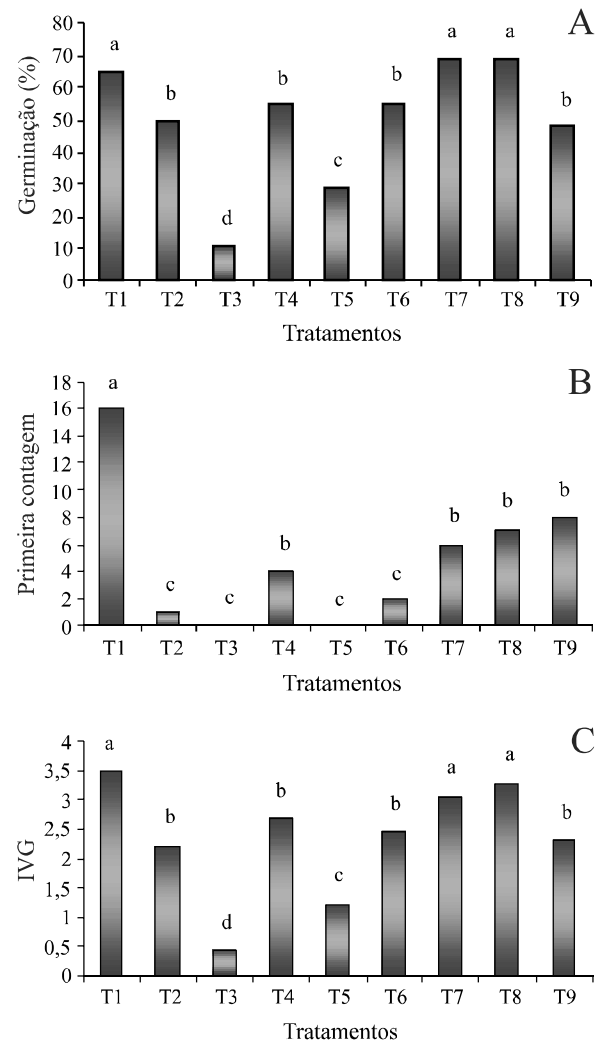 A
Germinação (%)
80
70
60
50
40
30
20
10
0
a
b
d
b
c
b
a
a
b
T1 T2 T3 T4 T5 T6 T7 T8 T9
Tratamentos
B
Primeira contagem
18
16
14
12
10
8
6
4
2
0
a
c
c
b
c
c
b
b
b
T1 T2 T3 T4 T5 T6 T7 T8 T9
Tratamentos
C
IVG
4
3,5
3
2,5
2
1,5
1
0,5
0
a
b
d
b
c
b
a
a
b
T1 T2 T3 T4 T5 T6 T7 T8 T9
Tratamentos